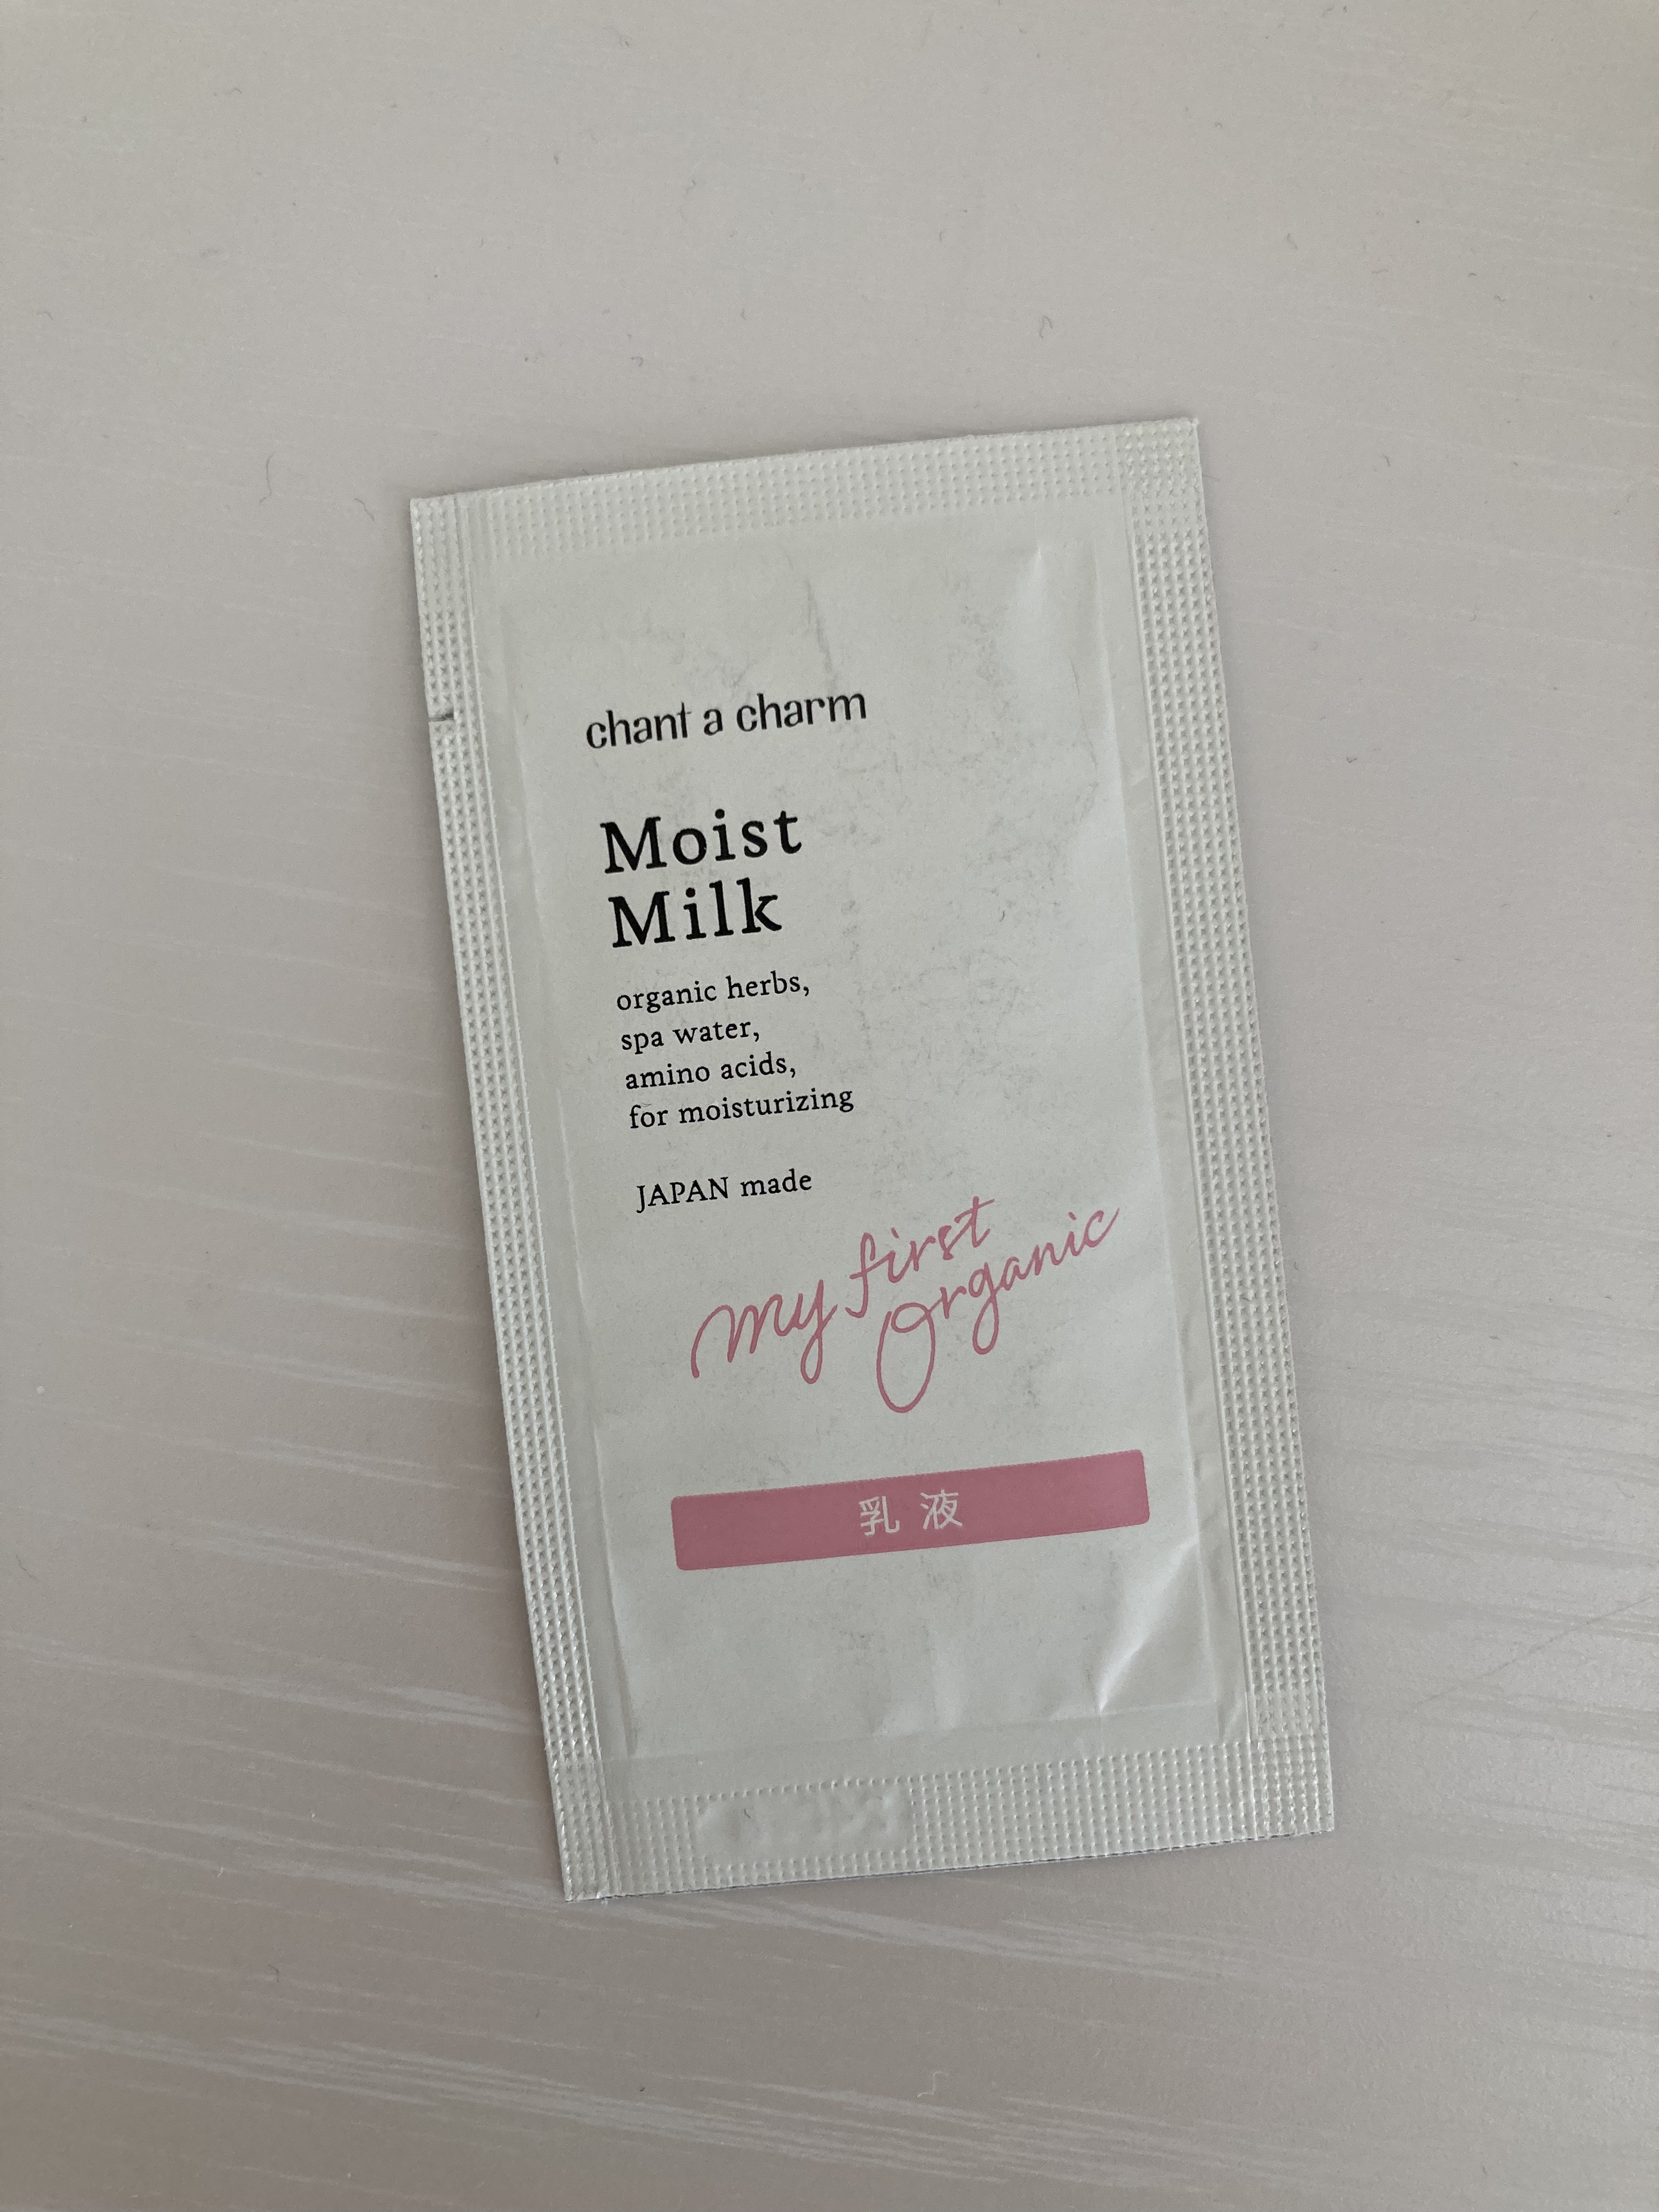 chant a charm
Moist
Milk
organic herbs,
spa water,
amino acids,
for moisturizing
JAPAN made
my first
Organic
乳液